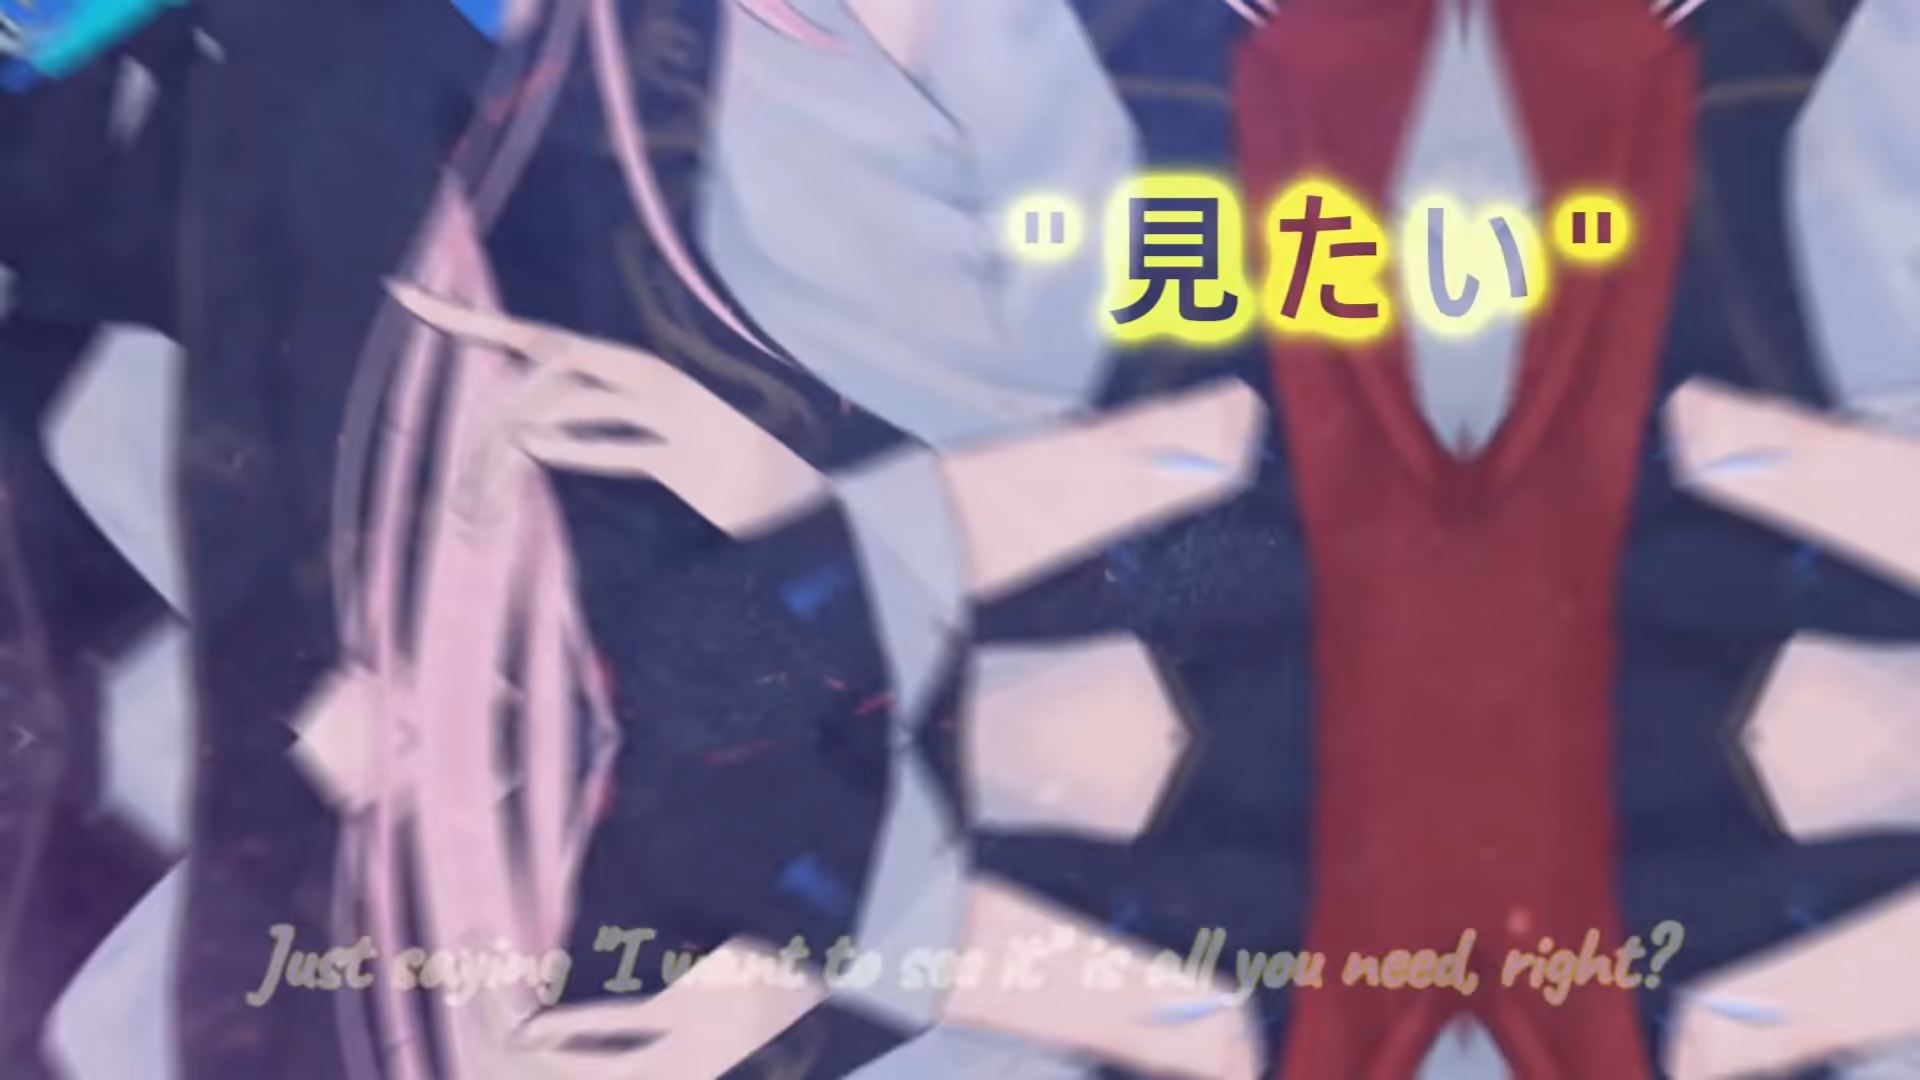 "見たい"
Just saying "I want to see it" is all you need, right?